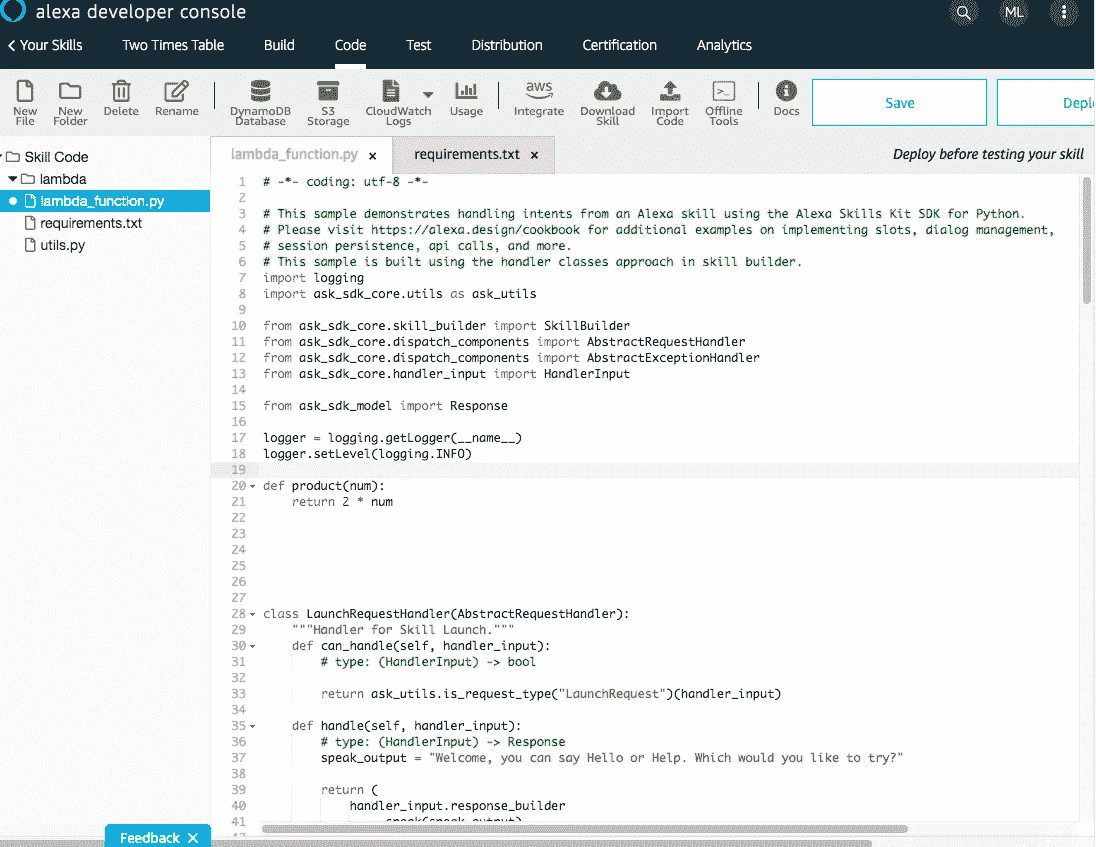 alexa developer console
ML
< Your Skills Two Times Table Build Code Test Distribution Certification Analytics
New File New Folder Delete Rename DynamoDB Database S3 Storage CloudWatch Logs Usage aws Integrate Download Skill Import Code Offline Tools Docs Save Depl
Skill Code
lambda
lambda_function.py
requirements.txt
utils.py
lambda_function.py x requirements.txt x Deploy before testing your skill
1 # -*- coding: utf-8 -*-
2
3 # This sample demonstrates handling intents from an Alexa skill using the Alexa Skills Kit SDK for Python.
4 # Please visit https://alexa.design/cookbook for additional examples on implementing slots, dialog management,
5 # session persistence, api calls, and more.
6 # This sample is built using the handler classes approach in skill builder.
7 import logging
8 import ask_sdk_core.utils as ask_utils
9
10 from ask_sdk_core.skill_builder import SkillBuilder
11 from ask_sdk_core.dispatch_components import AbstractRequestHandler
12 from ask_sdk_core.dispatch_components import AbstractExceptionHandler
13 from ask_sdk_core.handler_input import HandlerInput
14
15 from ask_sdk_model import Response
16
17 logger = logging.getLogger(__name__)
18 logger.setLevel(logging.INFO)
19
20 def product(num):
21     return 2 * num
22
23
24
25
26
27
28 class LaunchRequestHandler(AbstractRequestHandler):
29     """Handler for Skill Launch."""
30     def can_handle(self, handler_input):
31         # type: (HandlerInput) -> bool
32
33         return ask_utils.is_request_type("LaunchRequest")(handler_input)
34
35     def handle(self, handler_input):
36         # type: (HandlerInput) -> Response
37         speak_output = "Welcome, you can say Hello or Help. Which would you like to try?"
38
39         return (
40             handler_input.response_builder
41                 .speak(speak_output)
Feedback X